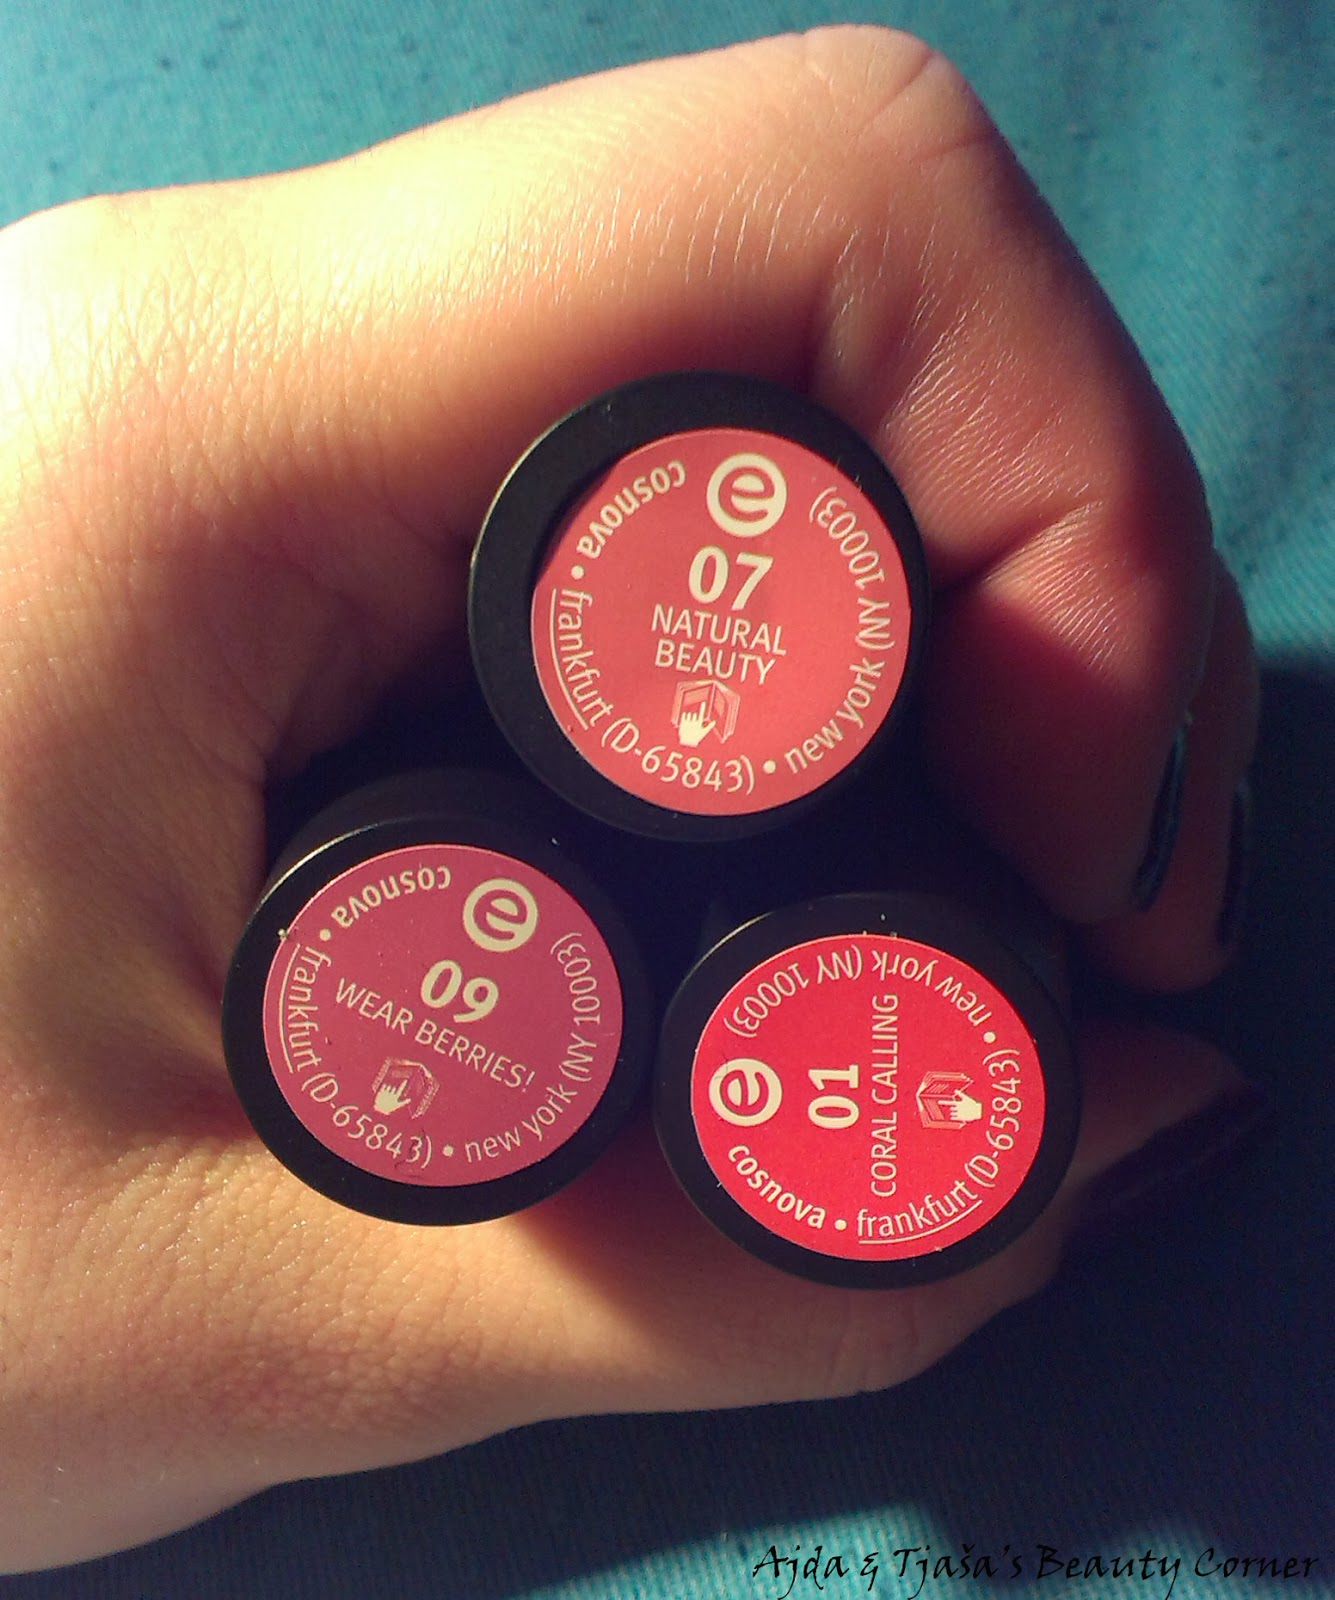 e
07
NATURAL
BEAUTY
cosnova • frankfurt (D-65843) • new york (NY 10003)
e
09
WEAR BERRIES!
cosnova • frankfurt (D-65843) • new york (NY 10003)
e
01
CORAL CALLING
cosnova • frankfurt (D-65843) • new york (NY 10003)
Ajda & Tjaša's Beauty Corner